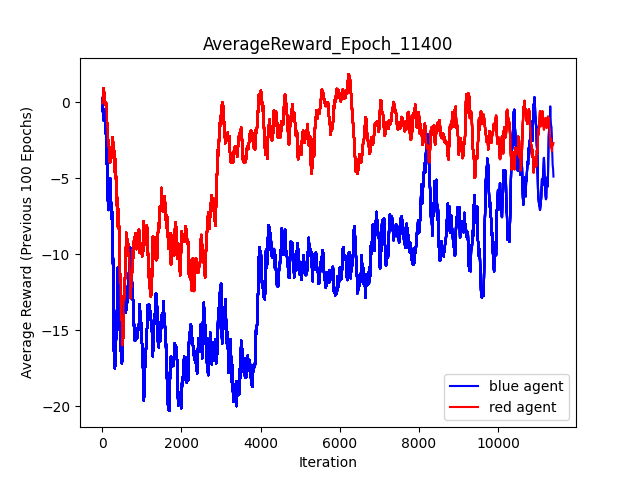 AverageReward_Epoch_11400
Average Reward (Previous 100 Epochs)
0
−5
−10
−15
−20
0
2000
4000
6000
8000
10000
Iteration
blue agent
red agent